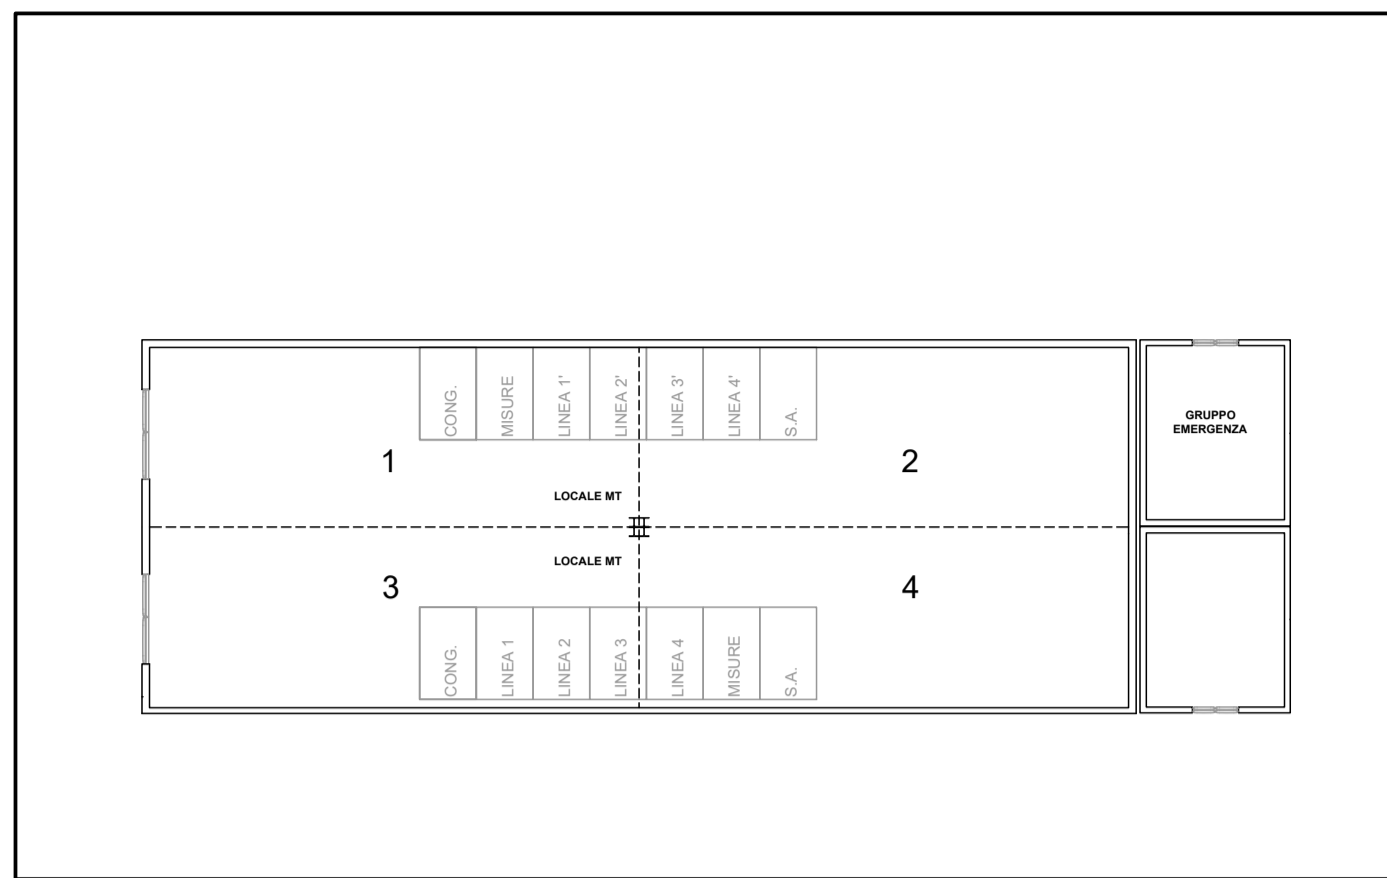 CONG.
MISURE
LINEA 1'
LINEA 2'
LINEA 3'
LINEA 4'
S.A.
GRUPPO
EMERGENZA
1
2
LOCALE MT
LOCALE MT
3
4
CONG.
LINEA 1
LINEA 2
LINEA 3
LINEA 4
MISURE
S.A.